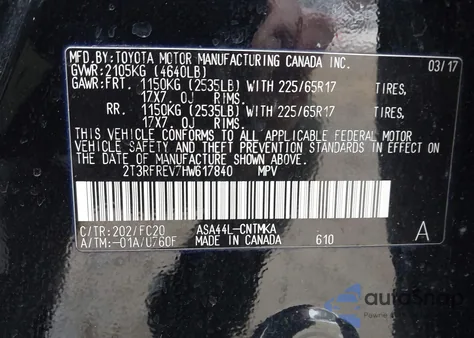 MFD.BY: TOYOTA MOTOR MANUFACTURING CANADA INC. 03/17
GVWR: 2105KG (4640LB)
GAWR: FRT. 1150KG (2535LB) WITH 225/65R17 TIRES,
17X7.0J RIMS.
RR. 1150KG (2535LB) WITH 225/65R17 TIRES,
17X7.0J RIMS.
THIS VEHICLE CONFORMS TO ALL APPLICABLE FEDERAL MOTOR
VEHICLE SAFETY AND THEFT PREVENTION STANDARDS IN EFFECT
ON THE DATE OF MANUFACTURE SHOWN ABOVE.
2T3RFREV7HW617840 MPV
C/TR: 202/FC20 ASA44L-CNTMKA A
A/TM: -01A/U760F MADE IN CANADA 610
autoSnap